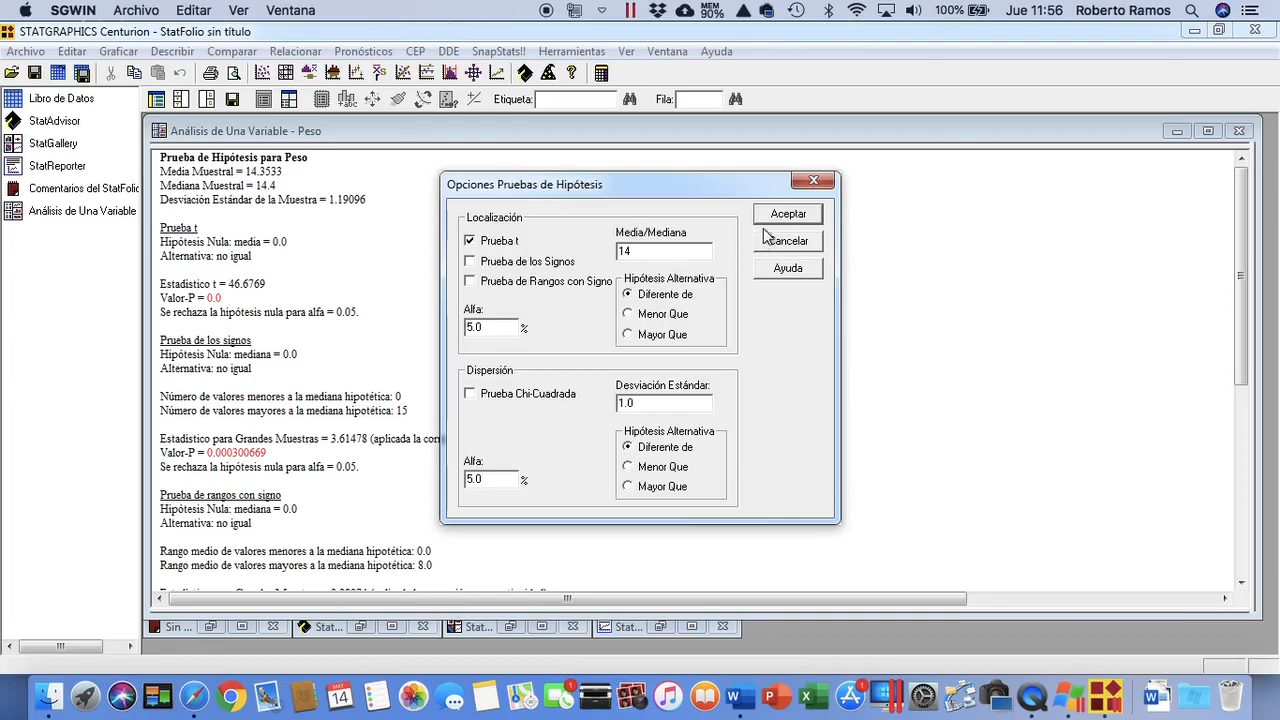 SGWIN Archivo Editar Ver Ventana MEM 90% 100% Jue 11:56 Roberto Ramos
STATGRAPHICS Centurion - StatFolio sin título
Archivo Editar Graficar Describir Comparar Relacionar Pronósticos CEP DDE SnapStats!! Herramientas Ver Ventana Ayuda
Etiqueta: Fila:
Libro de Datos
StatAdvisor
StatGallery
StatReporter
Comentarios del StatFolio
Análisis de Una Variable
Análisis de Una Variable - Peso
Prueba de Hipótesis para Peso
Media Muestral = 14.3533
Mediana Muestral = 14.4
Desviación Estándar de la Muestra = 1.19096
Prueba t
Hipótesis Nula: media = 0.0
Alternativa: no igual
Estadístico t = 46.6769
Valor-P = 0.0
Se rechaza la hipótesis nula para alfa = 0.05.
Prueba de los signos
Hipótesis Nula: mediana = 0.0
Alternativa: no igual
Número de valores menores a la mediana hipotética: 0
Número de valores mayores a la mediana hipotética: 15
Estadístico para Grandes Muestras = 3.61478 (aplicada la cor
Valor-P = 0.000300669
Se rechaza la hipótesis nula para alfa = 0.05.
Prueba de rangos con signo
Hipótesis Nula: mediana = 0.0
Alternativa: no igual
Rango medio de valores menores a la mediana hipotética: 0.0
Rango medio de valores mayores a la mediana hipotética: 8.0
Opciones Pruebas de Hipótesis
Localización
Prueba t
Prueba de los Signos
Prueba de Rangos con Signo
Alfa:
5.0 %
Media/Mediana
14
Hipótesis Alternativa
Diferente de
Menor Que
Mayor Que
Aceptar
Cancelar
Ayuda
Dispersión
Prueba Chi-Cuadrada
Alfa:
5.0 %
Desviación Estándar:
1.0
Hipótesis Alternativa
Diferente de
Menor Que
Mayor Que
Sin ... Stat... Stat... Stat...
MAY 14